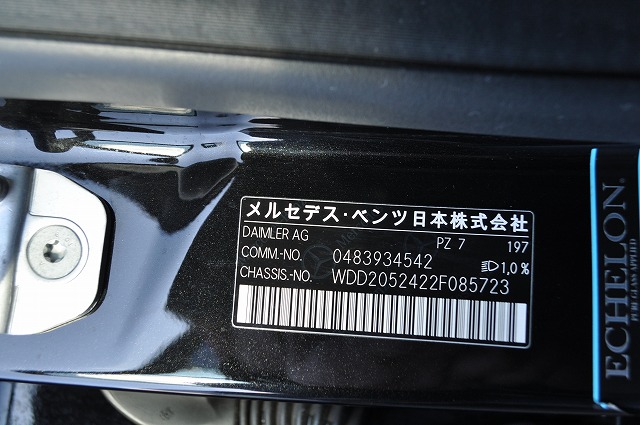 メルセデス・ベンツ日本株式会社
DAIMLER AG PZ 7 197
COMM.-NO. 0483934542 1,0%
CHASSIS.-NO. WDD2052422F085723
ECHELON®